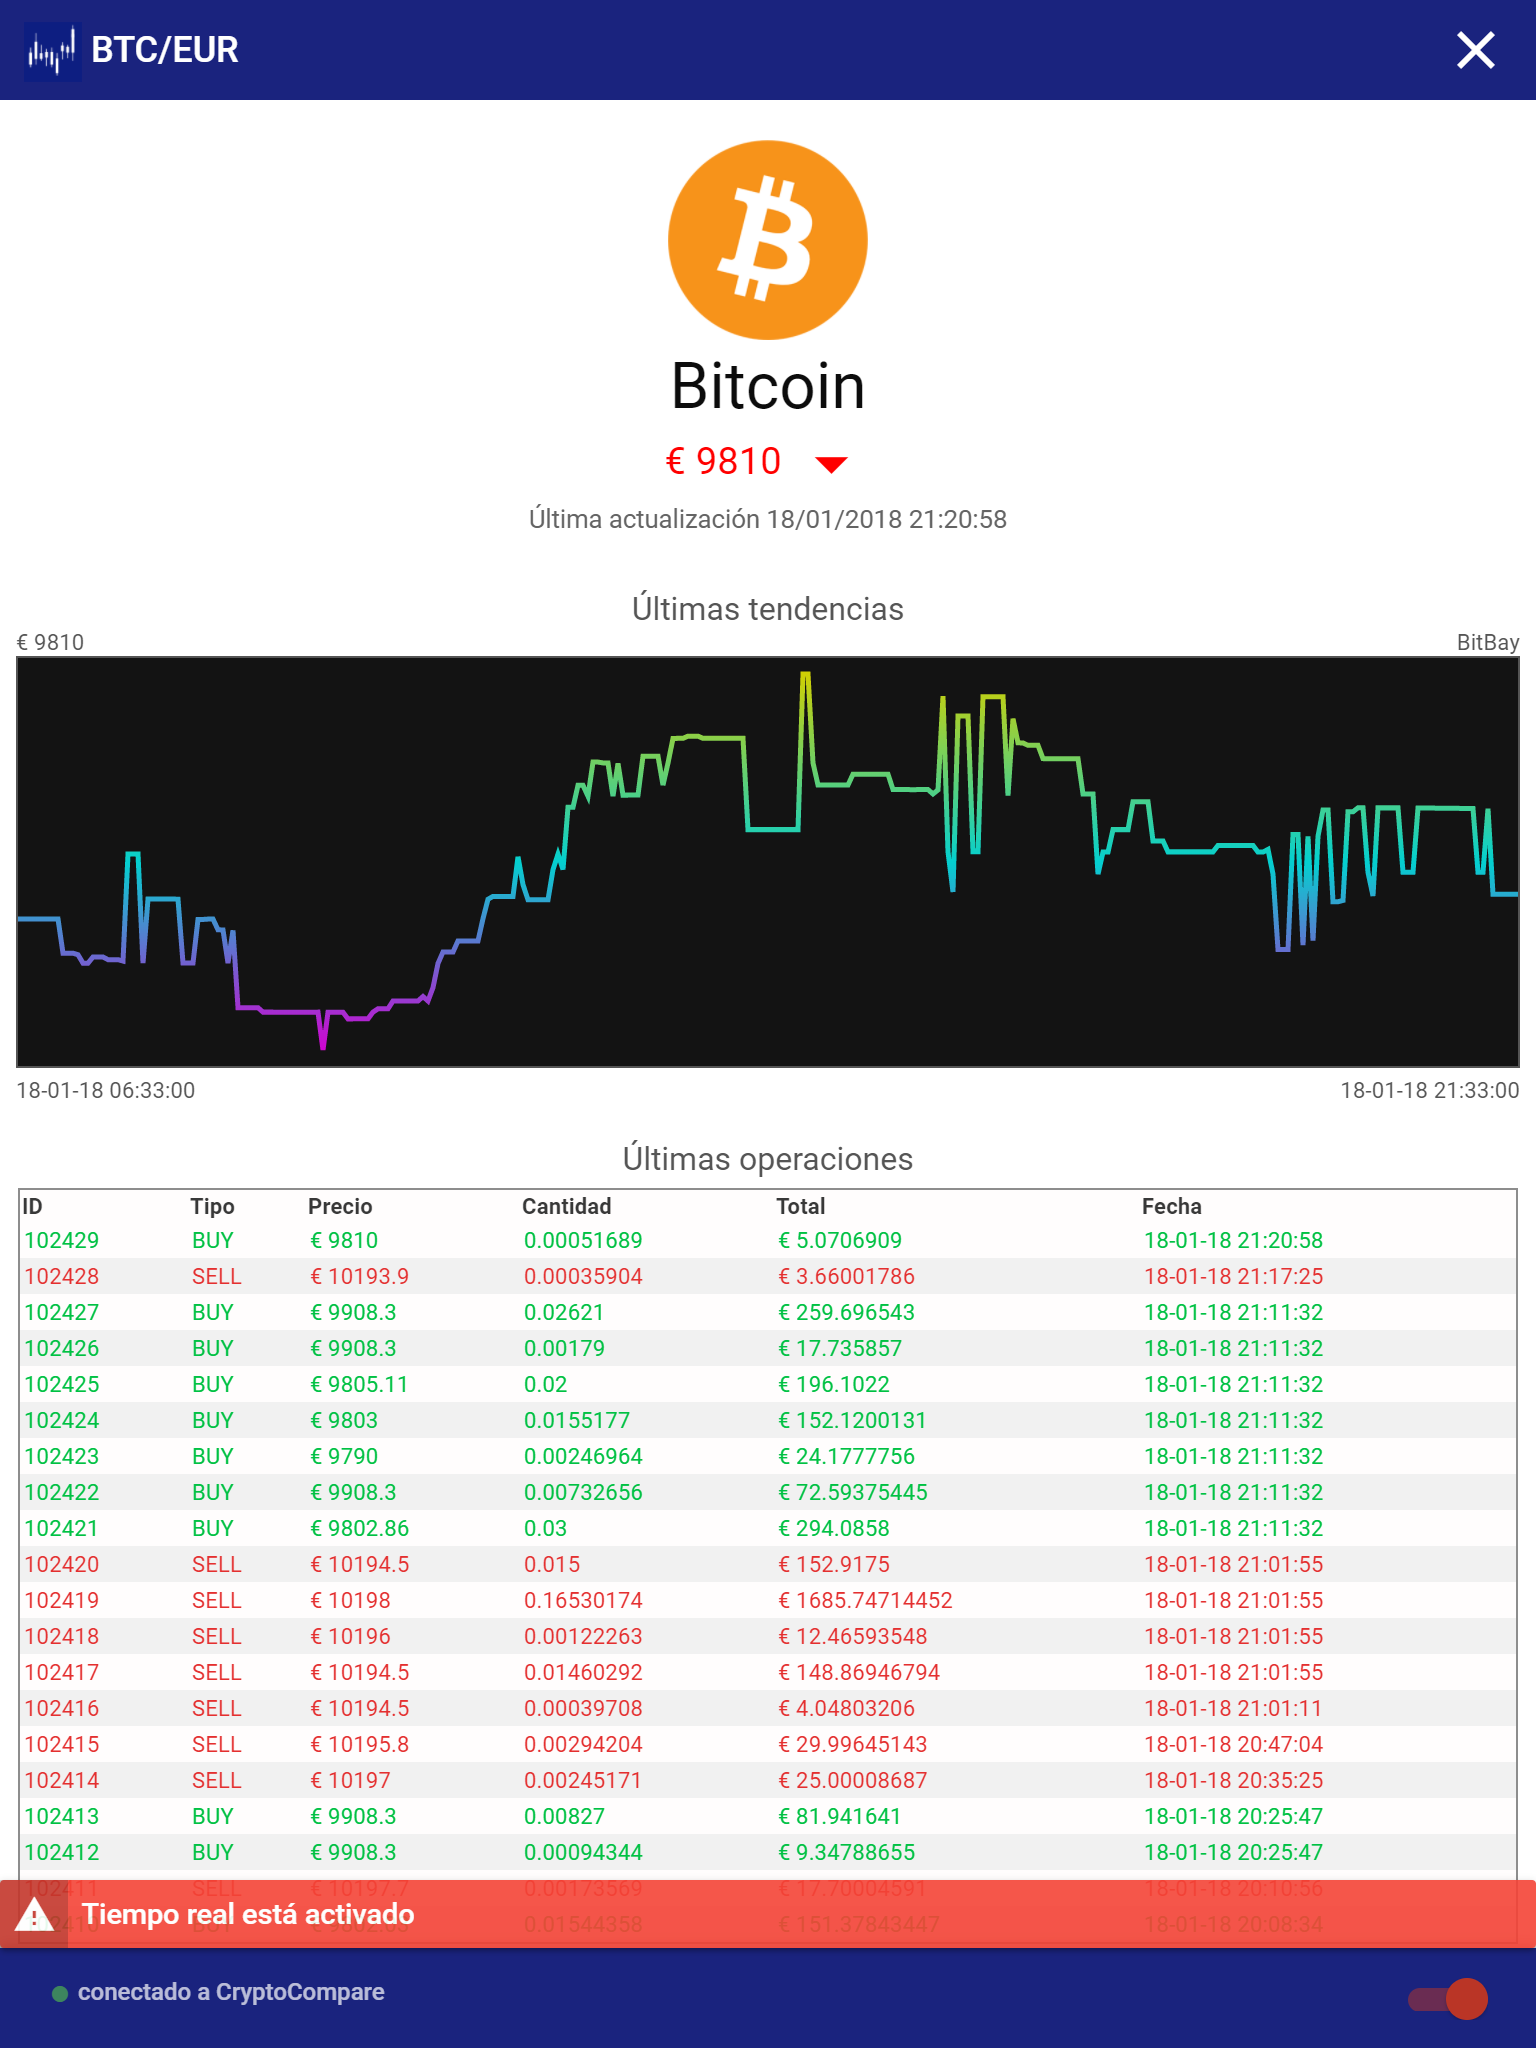 BTC/EUR
Bitcoin
€ 9810
Última actualización 18/01/2018 21:20:58
Últimas tendencias
€ 9810 BitBay
18-01-18 06:33:00 18-01-18 21:33:00
Últimas operaciones
ID Tipo Precio Cantidad Total Fecha
102429 BUY € 9810 0.00051689 € 5.0706909 18-01-18 21:20:58
102428 SELL € 10193.9 0.00035904 € 3.66001786 18-01-18 21:17:25
102427 BUY € 9908.3 0.02621 € 259.696543 18-01-18 21:11:32
102426 BUY € 9908.3 0.00179 € 17.735857 18-01-18 21:11:32
102425 BUY € 9805.11 0.02 € 196.1022 18-01-18 21:11:32
102424 BUY € 9803 0.0155177 € 152.1200131 18-01-18 21:11:32
102423 BUY € 9790 0.00246964 € 24.1777756 18-01-18 21:11:32
102422 BUY € 9908.3 0.00732656 € 72.59375445 18-01-18 21:11:32
102421 BUY € 9802.86 0.03 € 294.0858 18-01-18 21:11:32
102420 SELL € 10194.5 0.015 € 152.9175 18-01-18 21:01:55
102419 SELL € 10198 0.16530174 € 1685.74714452 18-01-18 21:01:55
102418 SELL € 10196 0.00122263 € 12.46593548 18-01-18 21:01:55
102417 SELL € 10194.5 0.01460292 € 148.86946794 18-01-18 21:01:55
102416 SELL € 10194.5 0.00039708 € 4.04803206 18-01-18 21:01:11
102415 SELL € 10195.8 0.00294204 € 29.99645143 18-01-18 20:47:04
102414 SELL € 10197 0.00245171 € 25.00008687 18-01-18 20:35:25
102413 BUY € 9908.3 0.00827 € 81.941641 18-01-18 20:25:47
102412 BUY € 9908.3 0.00094344 € 9.34788655 18-01-18 20:25:47
SELL € 10197.7 0.00173569 € 17.70004591 18-01-18 20:10:56
0.01544358 € 151.37843447 18-01-18 20:08:34
Tiempo real está activado
conectado a CryptoCompare